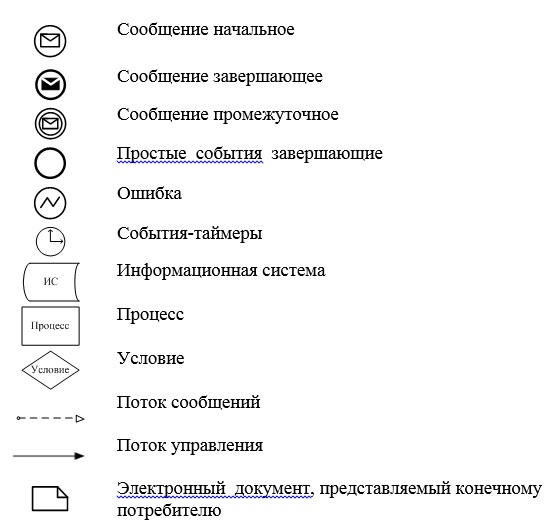 Сообщение начальное
Сообщение завершающее
Сообщение промежуточное
Простые события завершающие
Ошибка
События-таймеры
ИС
Информационная система
Процесс
Процесс
Условие
Условие
Поток сообщений
Поток управления
Электронный документ, представляемый конечному
потребителю